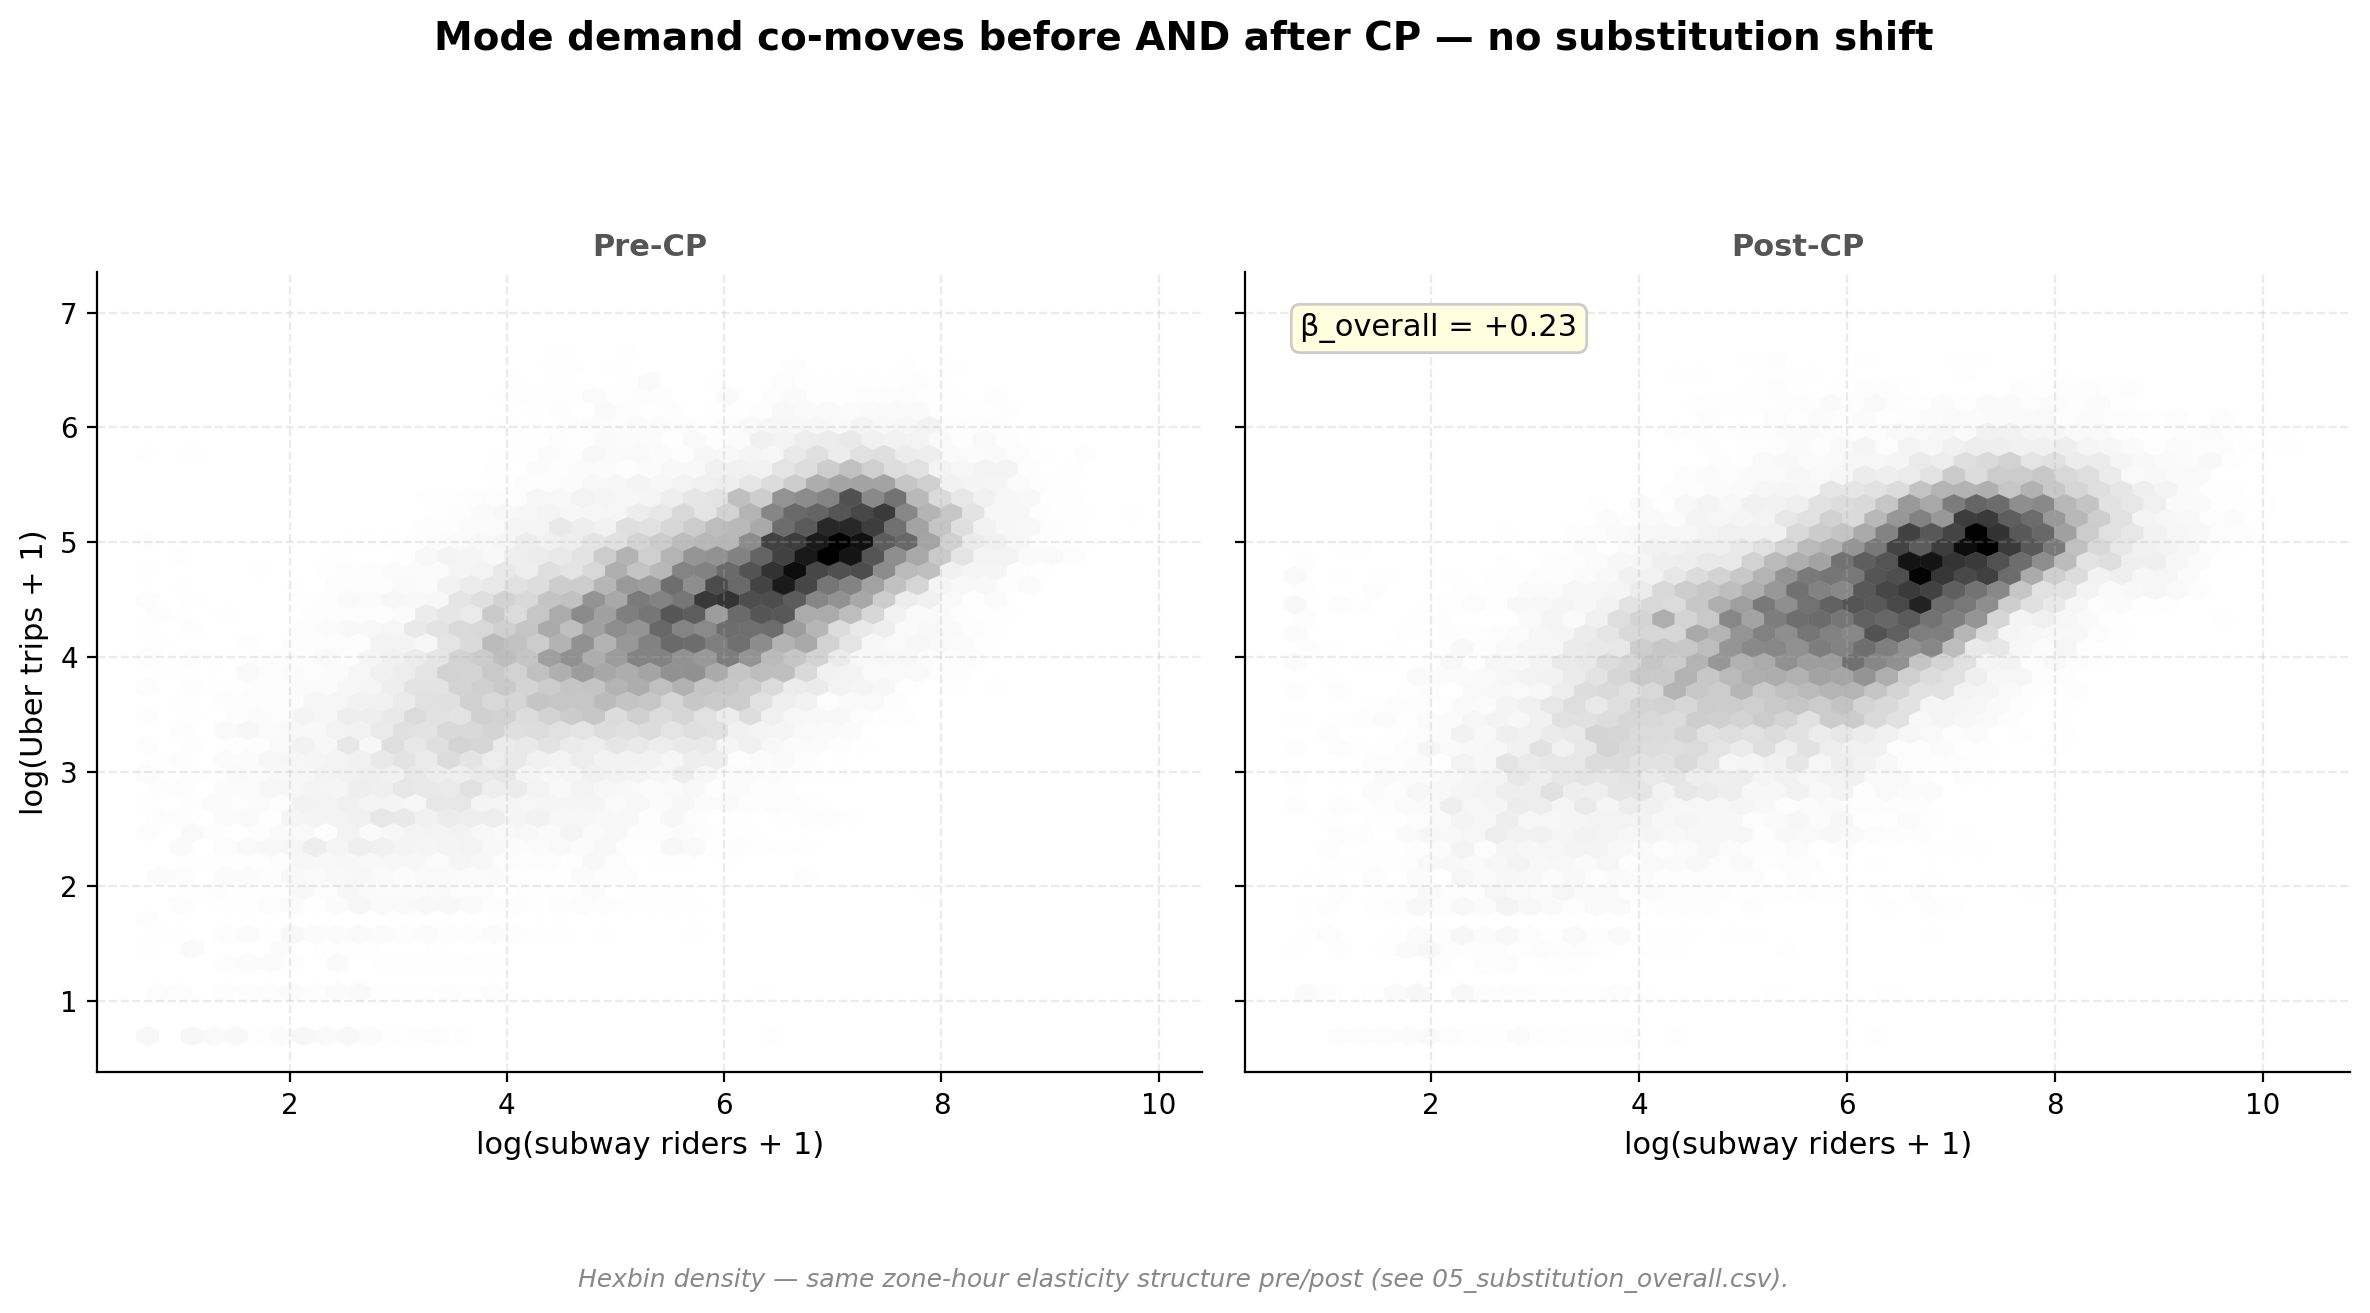 Mode demand co-moves before AND after CP — no substitution shift
Pre-CP
Post-CP
β_overall = +0.23
log(Uber trips + 1)
7
6
5
4
3
2
1
2
4
6
8
10
log(subway riders + 1)
2
4
6
8
10
log(subway riders + 1)
Hexbin density — same zone-hour elasticity structure pre/post (see 05_substitution_overall.csv).